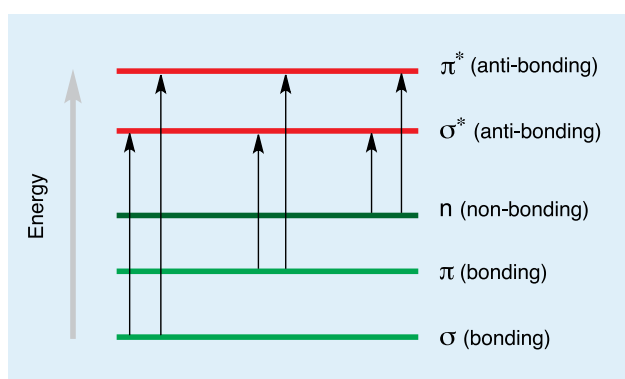 π* (anti-bonding)
σ* (anti-bonding)
n (non-bonding)
π (bonding)
σ (bonding)
Energy